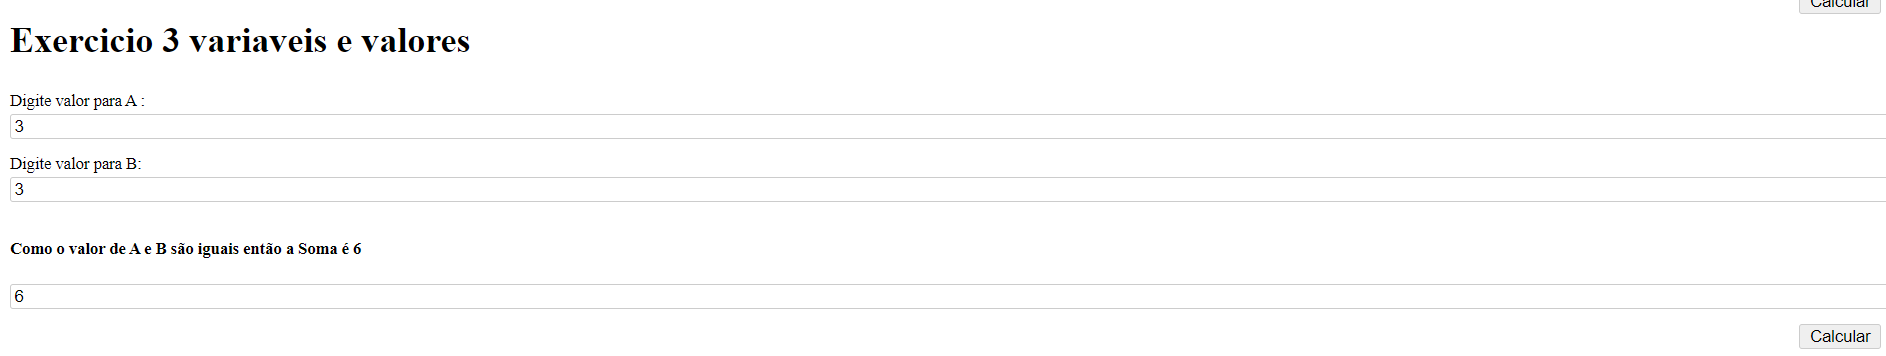 Calcular
Exercicio 3 variaveis e valores
Digite valor para A :
3
Digite valor para B:
3
Como o valor de A e B são iguais então a Soma é 6
6
Calcular